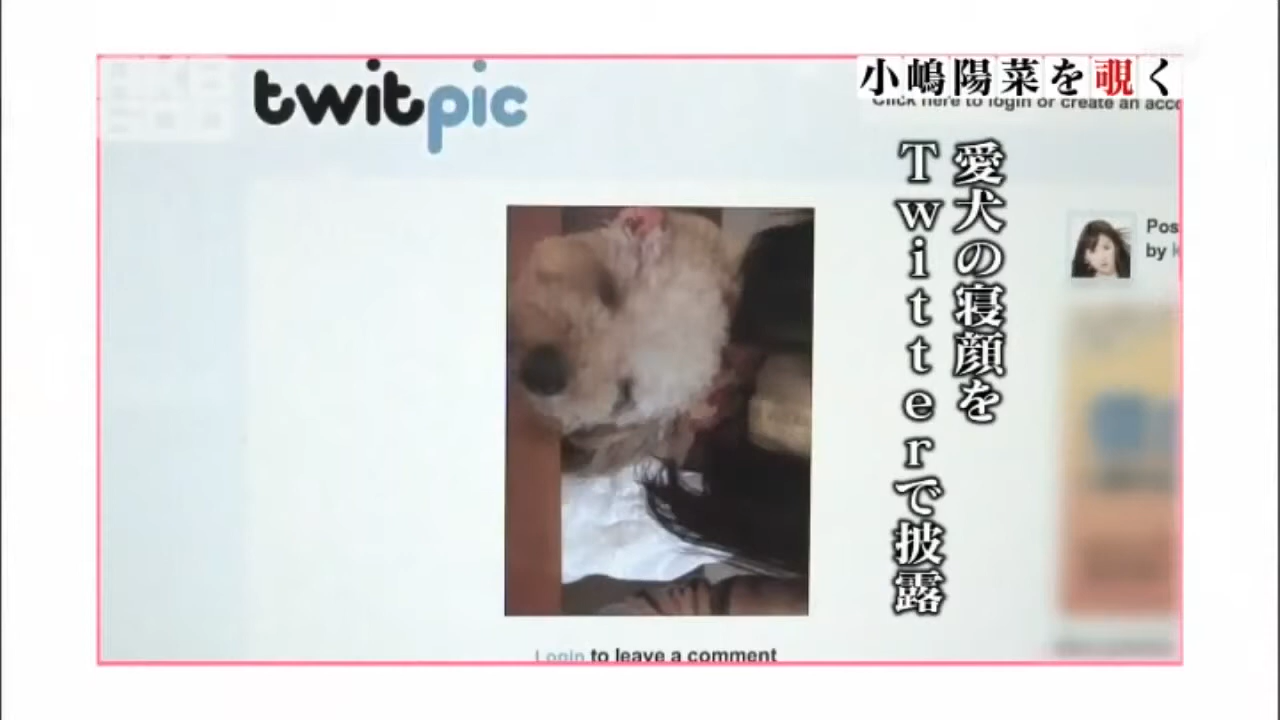 twitpic
小嶋陽菜を覗く
Click here to login or create an acc
愛犬の寝顔を
Twitterで披露
Pos
by k
Login to leave a comment